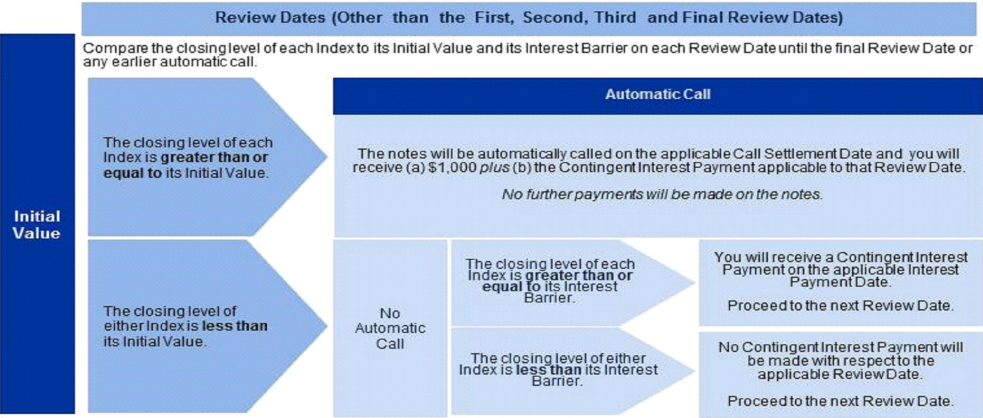 Review Dates (Other than the First, Second, Third and Final Review Dates)
Compare the closing level of each Index to its Initial Value and its Interest Barrier on each Review Date until the final Review Date or
any earlier automatic call.
Initial
Value
The closing level of each
Index is greater than or
equal to its Initial Value.
Automatic Call
The notes will be automatically called on the applicable Call Settlement Date and you will
receive (a) $1,000 plus (b) the Contingent Interest Payment applicable to that Review Date.
No further payments will be made on the notes.
The closing level of
either Index is less than
its Initial Value.
No
Automatic
Call
The closing level of each
Index is greater than or
equal to its Interest
Barrier.
You will receive a Contingent Interest
Payment on the applicable Interest
Payment Date.
Proceed to the next Review Date.
The closing level of either
Index is less than its Interest
Barrier.
No Contingent Interest Payment will
be made with respect to the
applicable Review Date.
Proceed to the next Review Date.